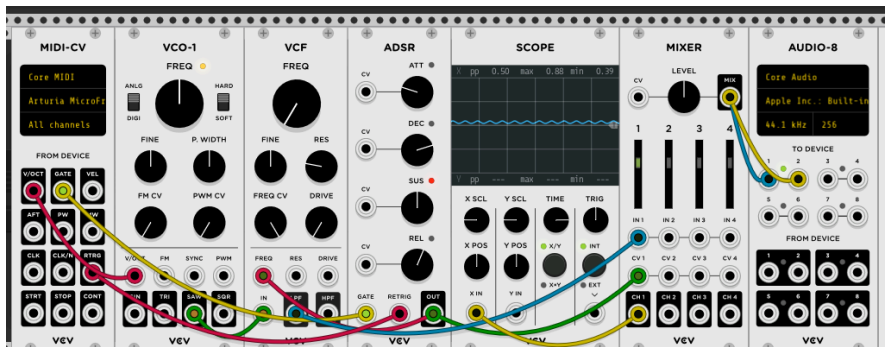 MIDI-CV
Core MIDI
Arturia MicroFr
All channels
FROM DEVICE
V/OCT GATE VEL
AFT PW MW
CLK CLK/N RTRG
STRT STOP CONT
VCV
VCO-1
FREQ
ANLG
DIGI
HARD
SOFT
FINE P. WIDTH
FM CV PWM CV
V/OCT FM SYNC PWM
SIN TRI SAW SQR
VCV
VCF
FREQ
FINE RES
FREQ CV DRIVE
FREQ RES DRIVE
IN LPF HPF
VCV
ADSR
ATT
CV
DEC
CV
SUS
CV
REL
CV
GATE RETRIG OUT
VCV
SCOPE
X pp 0.50 max 0.88 min 0.39
Y pp --- max --- min ---
X SCL Y SCL TIME TRIG
X/Y INT
X POS Y POS
X×Y EXT
X IN Y IN
VCV
MIXER
LEVEL
CV
MIX
1 2 3 4
IN 1 IN 2 IN 3 IN 4
CV 1 CV 2 CV 3 CV 4
CH 1 CH 2 CH 3 CH 4
VCV
AUDIO-8
Core Audio
Apple Inc.: Built-in
44.1 kHz 256
TO DEVICE
1 2 3 4
5 6 7 8
FROM DEVICE
1 2 3 4
5 6 7 8
VCV